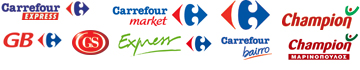 Carrefour
EXPRESS
Carrefour
market
Champion
GB
GS
Express
Carrefour
bairro
Champion
ΜΑΡΙΝΟΠΟΥΛΟΣ